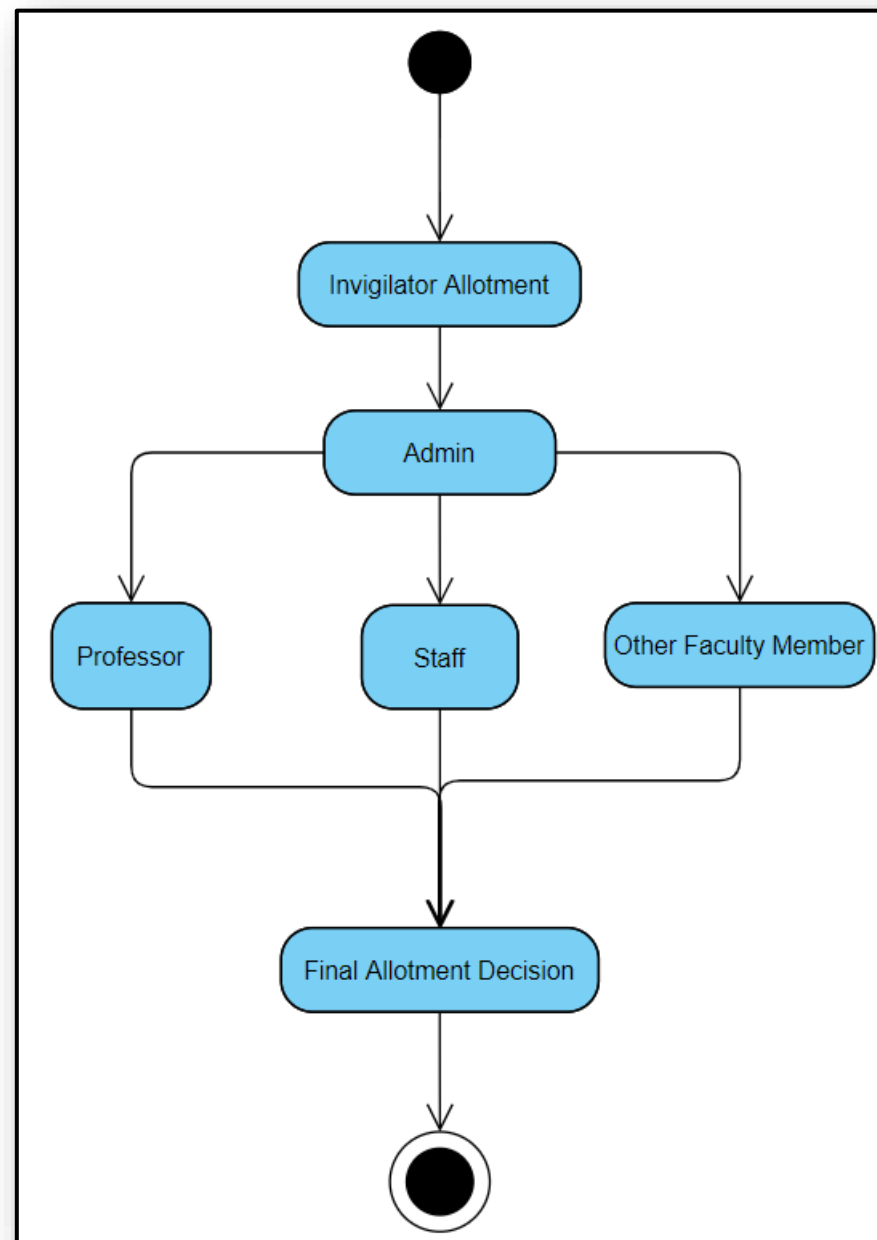 Invigilator Allotment
Admin
Professor
Staff
Other Faculty Member
Final Allotment Decision